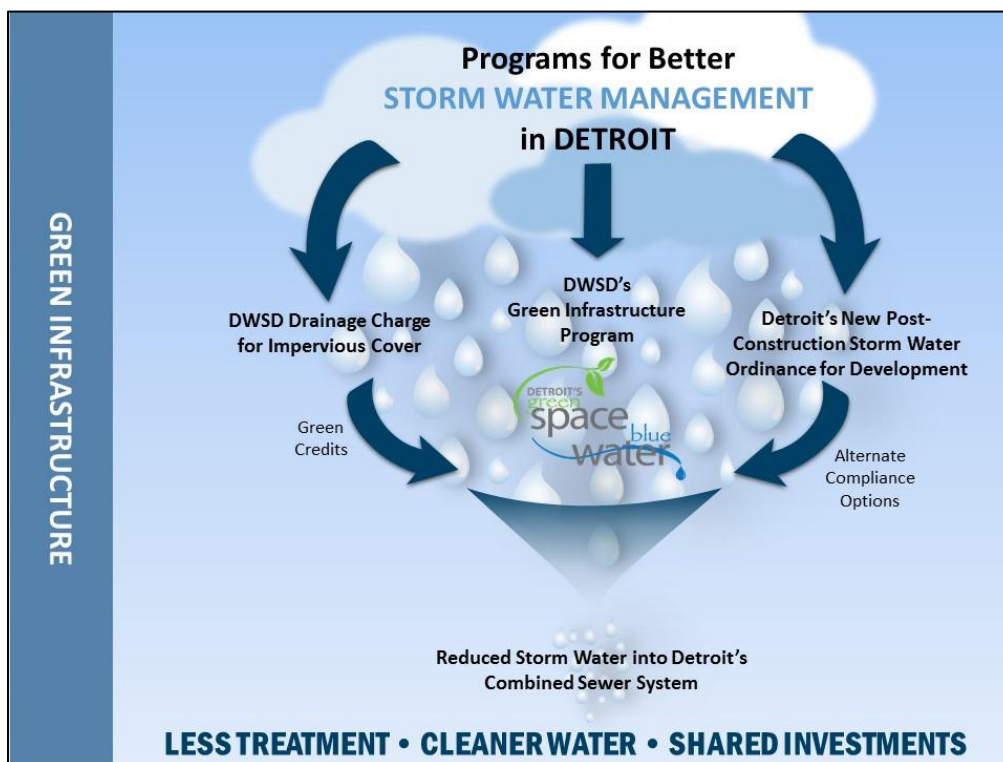 GREEN INFRASTRUCTURE
Programs for Better
STORM WATER MANAGEMENT
in DETROIT
DWSD Drainage Charge
for Impervious Cover
DWSD's
Green Infrastructure
Program
Detroit's New Post-
Construction Storm Water
Ordinance for Development
DETROIT'S
green
space
blue
water
Green
Credits
Alternate
Compliance
Options
Reduced Storm Water into Detroit's
Combined Sewer System
LESS TREATMENT • CLEANER WATER • SHARED INVESTMENTS